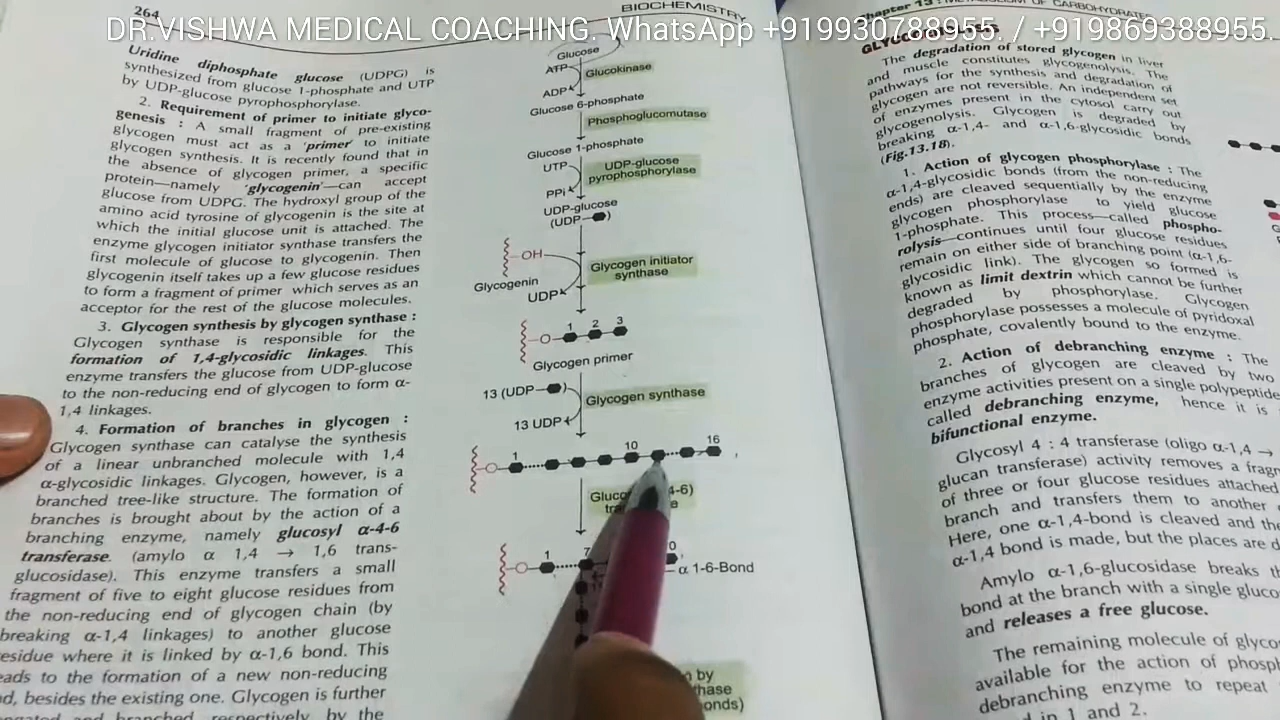 DR.VISHWA MEDICAL COACHING. WhatsApp +919930788955. / +919869388955.
264
BIOCHEMISTRY
Uridine diphosphate glucose (UDPG) is
synthesized from glucose 1-phosphate and UTP
by UDP-glucose pyrophosphorylase.
2. Requirement of primer to initiate glyco-
genesis : A small fragment of pre-existing
glycogen must act as a 'primer' to initiate
glycogen synthesis. It is recently found that in
the absence of glycogen primer, a specific
protein—namely 'glycogenin'—can accept
glucose from UDPG. The hydroxyl group of the
amino acid tyrosine of glycogenin is the site at
which the initial glucose unit is attached. The
enzyme glycogen initiator synthase transfers the
first molecule of glucose to glycogenin. Then
glycogenin itself takes up a few glucose residues
to form a fragment of primer which serves as an
acceptor for the rest of the glucose molecules.
3. Glycogen synthesis by glycogen synthase :
Glycogen synthase is responsible for the
formation of 1,4-glycosidic linkages. This
enzyme transfers the glucose from UDP-glucose
to the non-reducing end of glycogen to form α-
1,4 linkages.
4. Formation of branches in glycogen :
Glycogen synthase can catalyse the synthesis
of a linear unbranched molecule with 1,4
α-glycosidic linkages. Glycogen, however, is a
branched tree-like structure. The formation of
branches is brought about by the action of a
branching enzyme, namely glucosyl α-4-6
transferase. (amylo α 1,4 → 1,6 trans-
glucosidase). This enzyme transfers a small
fragment of five to eight glucose residues from
the non-reducing end of glycogen chain (by
breaking α-1,4 linkages) to another glucose
residue where it is linked by α-1,6 bond. This
leads to the formation of a new non-reducing
end, besides the existing one. Glycogen is further
and branched, respectively, by the
Glucose
ATP
Glucokinase
ADP
Glucose 6-phosphate
Phosphoglucomutase
Glucose 1-phosphate
UTP
UDP-glucose
pyrophosphorylase
PPi
UDP-glucose
(UDP- )
OH
Glycogen initiator
synthase
Glycogenin
UDP
O 1 2 3
Glycogen primer
13 (UDP- )
Glycogen synthase
13 UDP
O 1 10 16
4-6)
O 1 7
α 1-6-Bond
by
Chapter 13 : METABOLISM OF CARBOHYDRATES
The degradation of stored glycogen in liver
and muscle constitutes glycogenolysis. The
pathways for the synthesis and degradation of
glycogen are not reversible. An independent set
of enzymes present in the cytosol carry out
glycogenolysis. Glycogen is degraded by
breaking α-1,4- and α-1,6-glycosidic bonds
(Fig.13.18).
1. Action of glycogen phosphorylase : The
α-1,4-glycosidic bonds (from the non-reducing
ends) are cleaved sequentially by the enzyme
glycogen phosphorylase to yield glucose
1-phosphate. This process—called phospho-
rolysis—continues until four glucose residues
remain on either side of branching point (α-1,6-
glycosidic link). The glycogen so formed is
known as limit dextrin which cannot be further
degraded by phosphorylase. Glycogen
phosphorylase possesses a molecule of pyridoxal
phosphate, covalently bound to the enzyme.
2. Action of debranching enzyme : The
branches of glycogen are cleaved by two
enzyme activities present on a single polypeptide
called debranching enzyme, hence it is
bifunctional enzyme.
Glycosyl 4 : 4 transferase (oligo α-1,4 →
glucan transferase) activity removes a
of three or four glucose residues attached
branch and transfers them to another
Here, one α-1,4-bond is cleaved and
α-1,4 bond is made, but the places are
Amylo α-1,6-glucosidase breaks
bond at the branch with a single
and releases a free glucose.
The remaining molecule of
available for the action of
debranching enzyme to repeat
in 1 and 2.